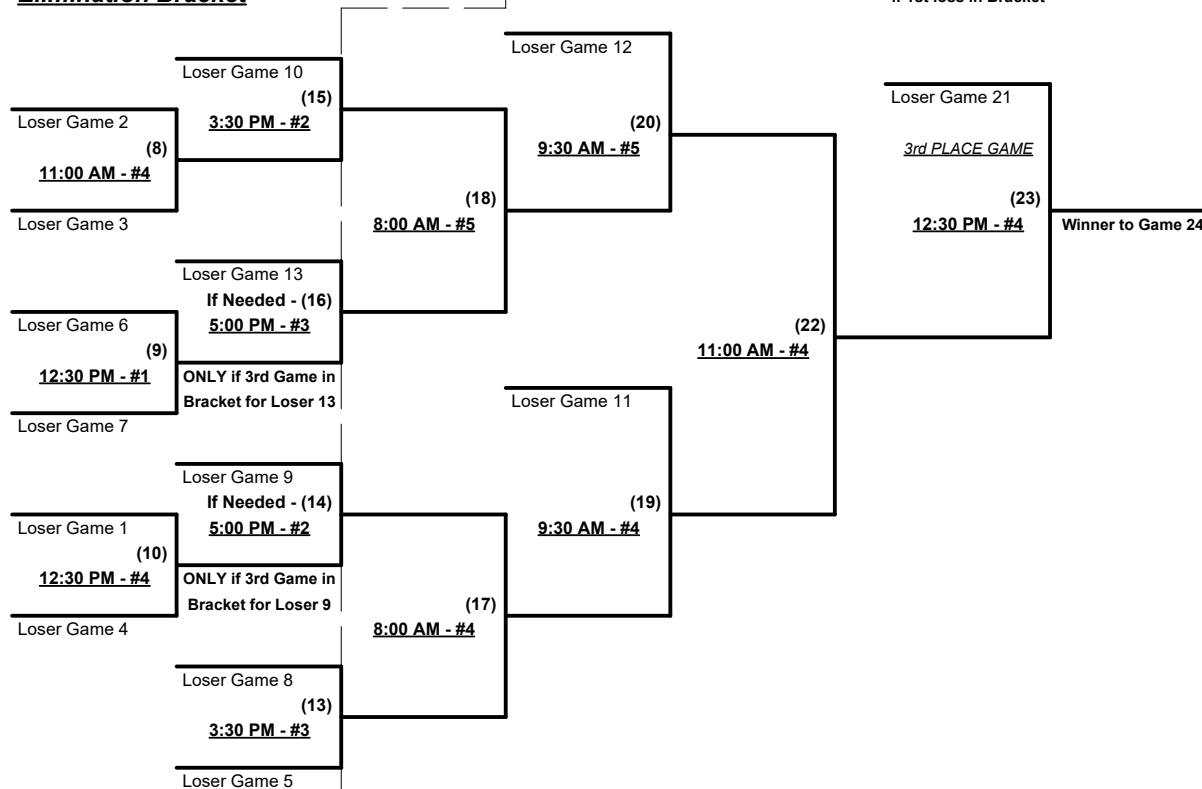 Elimination Bracket
if 1st loss in Bracket
Loser Game 12
Loser Game 10
(15)
3:30 PM - #2
Loser Game 21
Loser Game 2
(8)
11:00 AM - #4
(20)
9:30 AM - #5
3rd PLACE GAME
Loser Game 3
(18)
8:00 AM - #5
(23)
12:30 PM - #4
Winner to Game 24
Loser Game 13
If Needed - (16)
5:00 PM - #3
Loser Game 6
(9)
12:30 PM - #1
ONLY if 3rd Game in
Bracket for Loser 13
(22)
11:00 AM - #4
Loser Game 7
Loser Game 11
Loser Game 9
If Needed - (14)
5:00 PM - #2
Loser Game 1
(10)
12:30 PM - #4
ONLY if 3rd Game in
Bracket for Loser 9
(19)
9:30 AM - #4
Loser Game 4
(17)
8:00 AM - #4
Loser Game 8
(13)
3:30 PM - #3
Loser Game 5